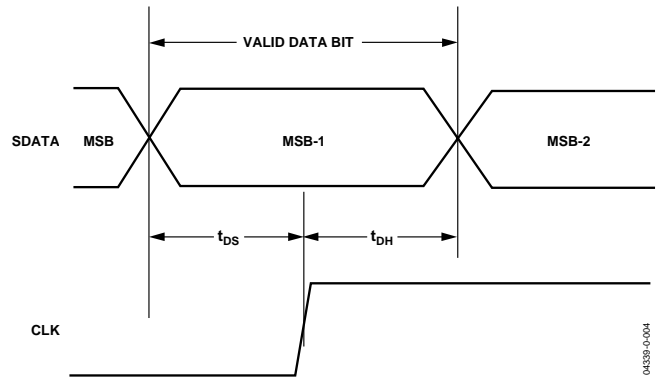 VALID DATA BIT
SDATA MSB MSB-1 MSB-2
tDS tDH
CLK
04339-0-004